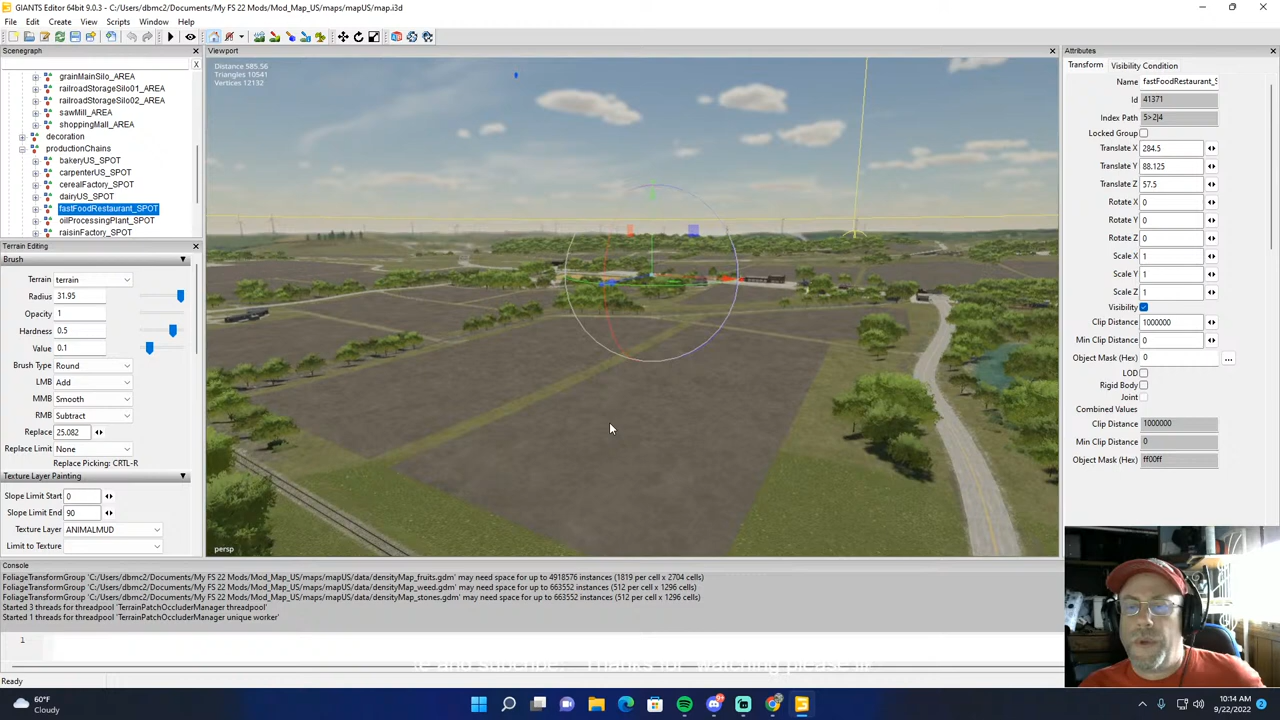 GIANTS Editor 64bit 9.0.3 - C:/Users/dbmc2/Documents/My FS 22 Mods/Mod_Map_US/maps/mapUS/map.i3d
File Edit Create View Scripts Window Help
Scenegraph
X
grainMainSilo_AREA
railroadStorageSilo01_AREA
railroadStorageSilo02_AREA
sawMill_AREA
shoppingMall_AREA
decoration
productionChains
bakeryUS_SPOT
carpenterUS_SPOT
cerealFactory_SPOT
dairyUS_SPOT
fastFoodRestaurant_SPOT
oilProcessingPlant_SPOT
raisinFactory_SPOT
Terrain Editing
Brush
Terrain terrain
Radius 31.95
Opacity 1
Hardness 0.5
Value 0.1
Brush Type Round
LMB Add
MMB Smooth
RMB Subtract
Replace 25.082
Replace Limit None
Replace Picking: CRTL-R
Texture Layer Painting
Slope Limit Start 0
Slope Limit End 90
Texture Layer ANIMALMUD
Limit to Texture
Viewport
Distance 585.56
Triangles 10541
Vertices 12132
persp
Attributes
Transform Visibility Condition
Name fastFoodRestaurant_S
Id 41371
Index Path 5>2|4
Locked Group
Translate X 284.5
Translate Y 88.125
Translate Z 57.5
Rotate X 0
Rotate Y 0
Rotate Z 0
Scale X 1
Scale Y 1
Scale Z 1
Visibility
Clip Distance 1000000
Min Clip Distance 0
Object Mask (Hex) 0 ...
LOD
Rigid Body
Joint
Combined Values
Clip Distance 1000000
Min Clip Distance 0
Object Mask (Hex) ff00ff
Console
FoliageTransformGroup 'C:/Users/dbmc2/Documents/My FS 22 Mods/Mod_Map_US/maps/mapUS/data/densityMap_fruits.gdm' may need space for up to 4918576 instances (1819 per cell x 2704 cells)
FoliageTransformGroup 'C:/Users/dbmc2/Documents/My FS 22 Mods/Mod_Map_US/maps/mapUS/data/densityMap_weed.gdm' may need space for up to 663552 instances (512 per cell x 1296 cells)
FoliageTransformGroup 'C:/Users/dbmc2/Documents/My FS 22 Mods/Mod_Map_US/maps/mapUS/data/densityMap_stones.gdm' may need space for up to 663552 instances (512 per cell x 1296 cells)
Started 3 threads for threadpool 'TerrainPatchOccluderManager threadpool'
Started 1 threads for threadpool 'TerrainPatchOccluderManager unique worker'
1
Ready
60°F
Cloudy
10:14 AM
9/22/2022